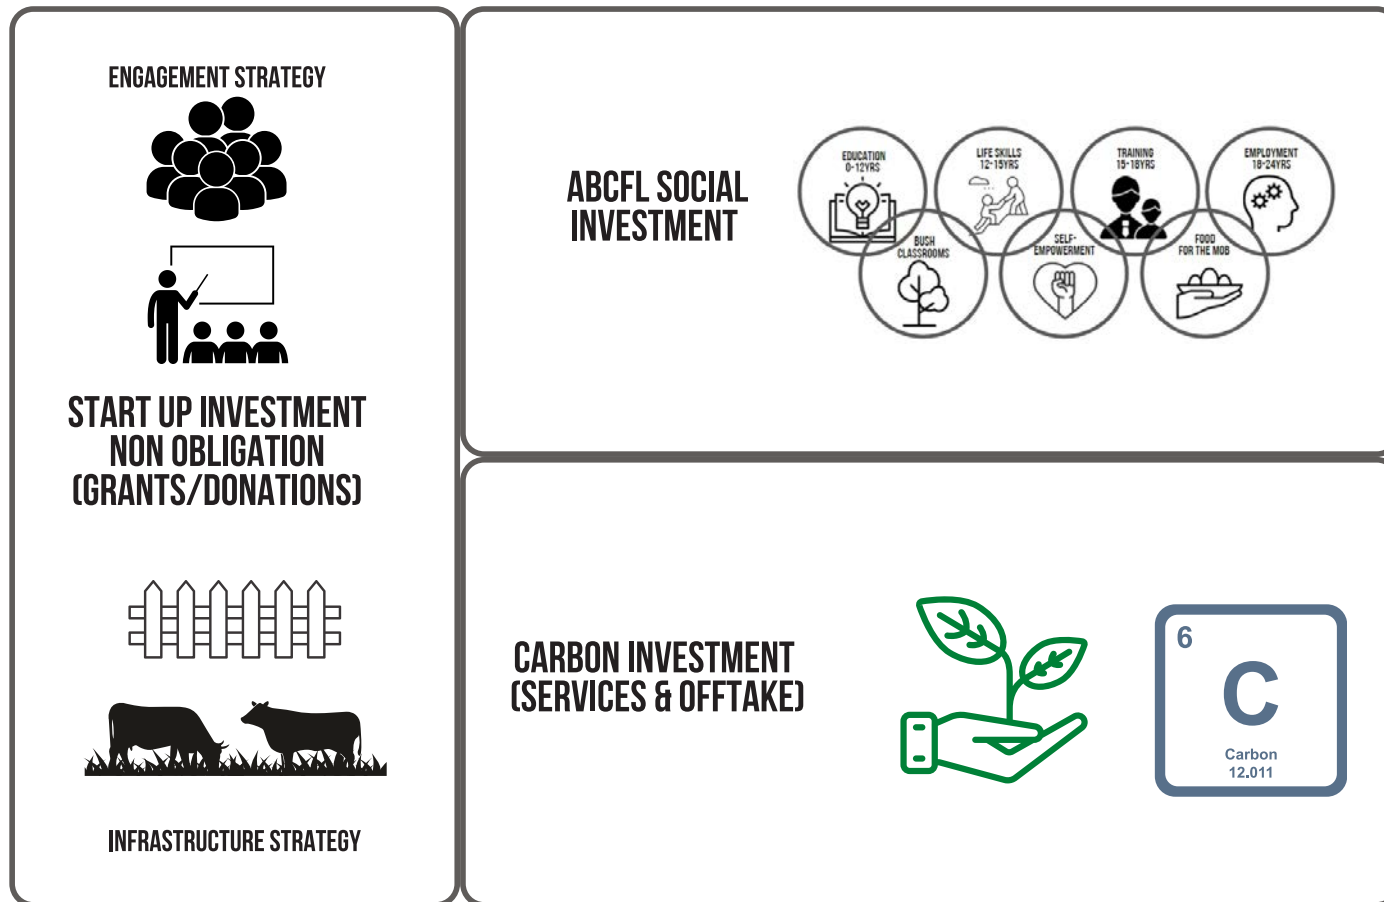 ENGAGEMENT STRATEGY
START UP INVESTMENT
NON OBLIGATION
(GRANTS/DONATIONS)
INFRASTRUCTURE STRATEGY
ABCFL SOCIAL
INVESTMENT
EDUCATION
0-12YRS
LIFE SKILLS
12-15YRS
TRAINING
15-18YRS
EMPLOYMENT
18-24YRS
BUSH
CLASSROOMS
SELF-
EMPOWERMENT
FOOD
FOR THE MOB
CARBON INVESTMENT
(SERVICES & OFFTAKE)
6
C
Carbon
12.011